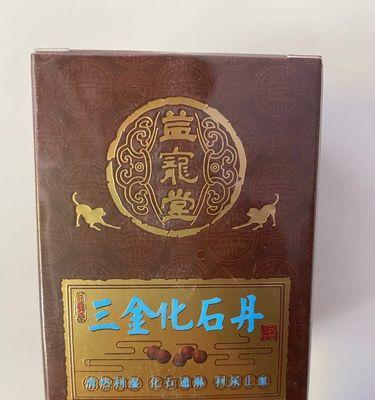 益寵堂
三金化石丹
清热利湿 化石通淋 利尿止血